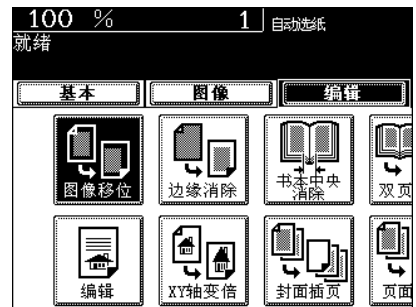 100 % 1 自动选纸
就绪
基本 图像 编辑
图像移位 边缘消除 书本中央消除 双页
编辑 XY轴变倍 封面插页 页面